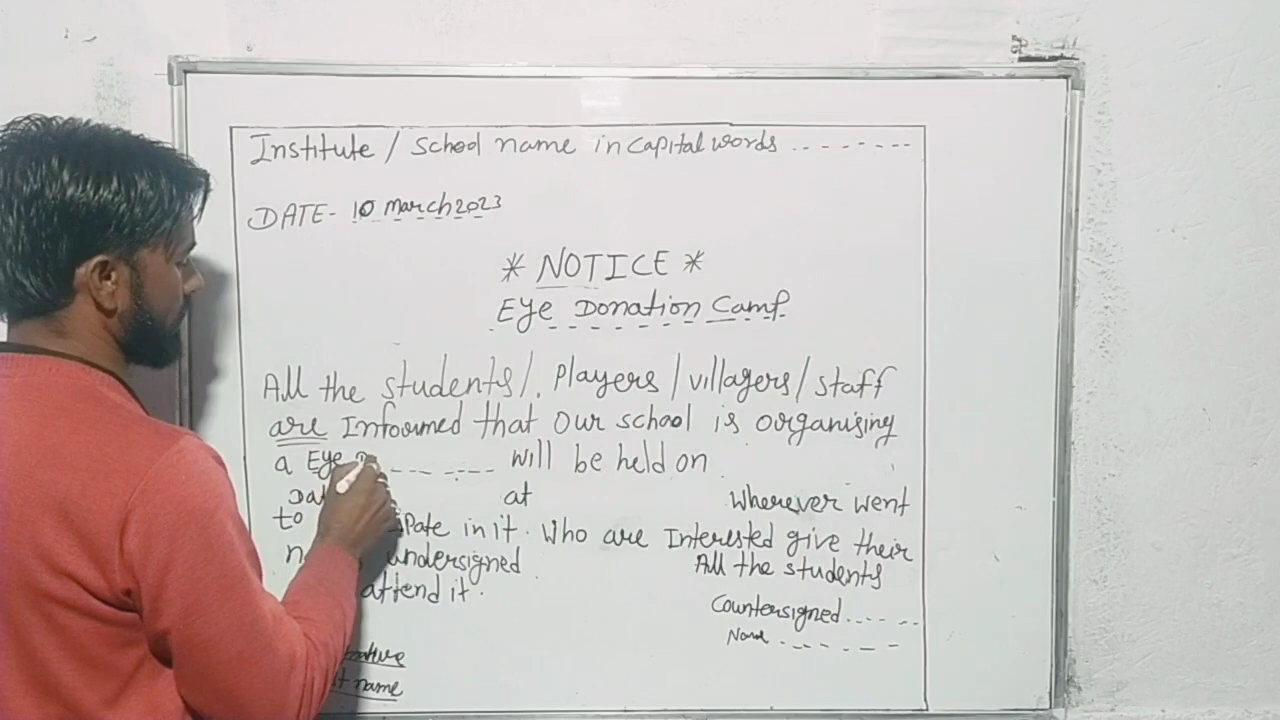 Institute / School name in capital words ........
DATE- 10 march 2023
* NOTICE *
Eye Donation Camp
All the students/. Players / villagers / staff
are Informed that our school is organising
a Eye _ _ _ _ _ _ will be held on
at Wherever went
to pate in it. Who are Interested give their
undersigned All the students
attend it.
Countersigned .... ..
Name - - - - - -
name